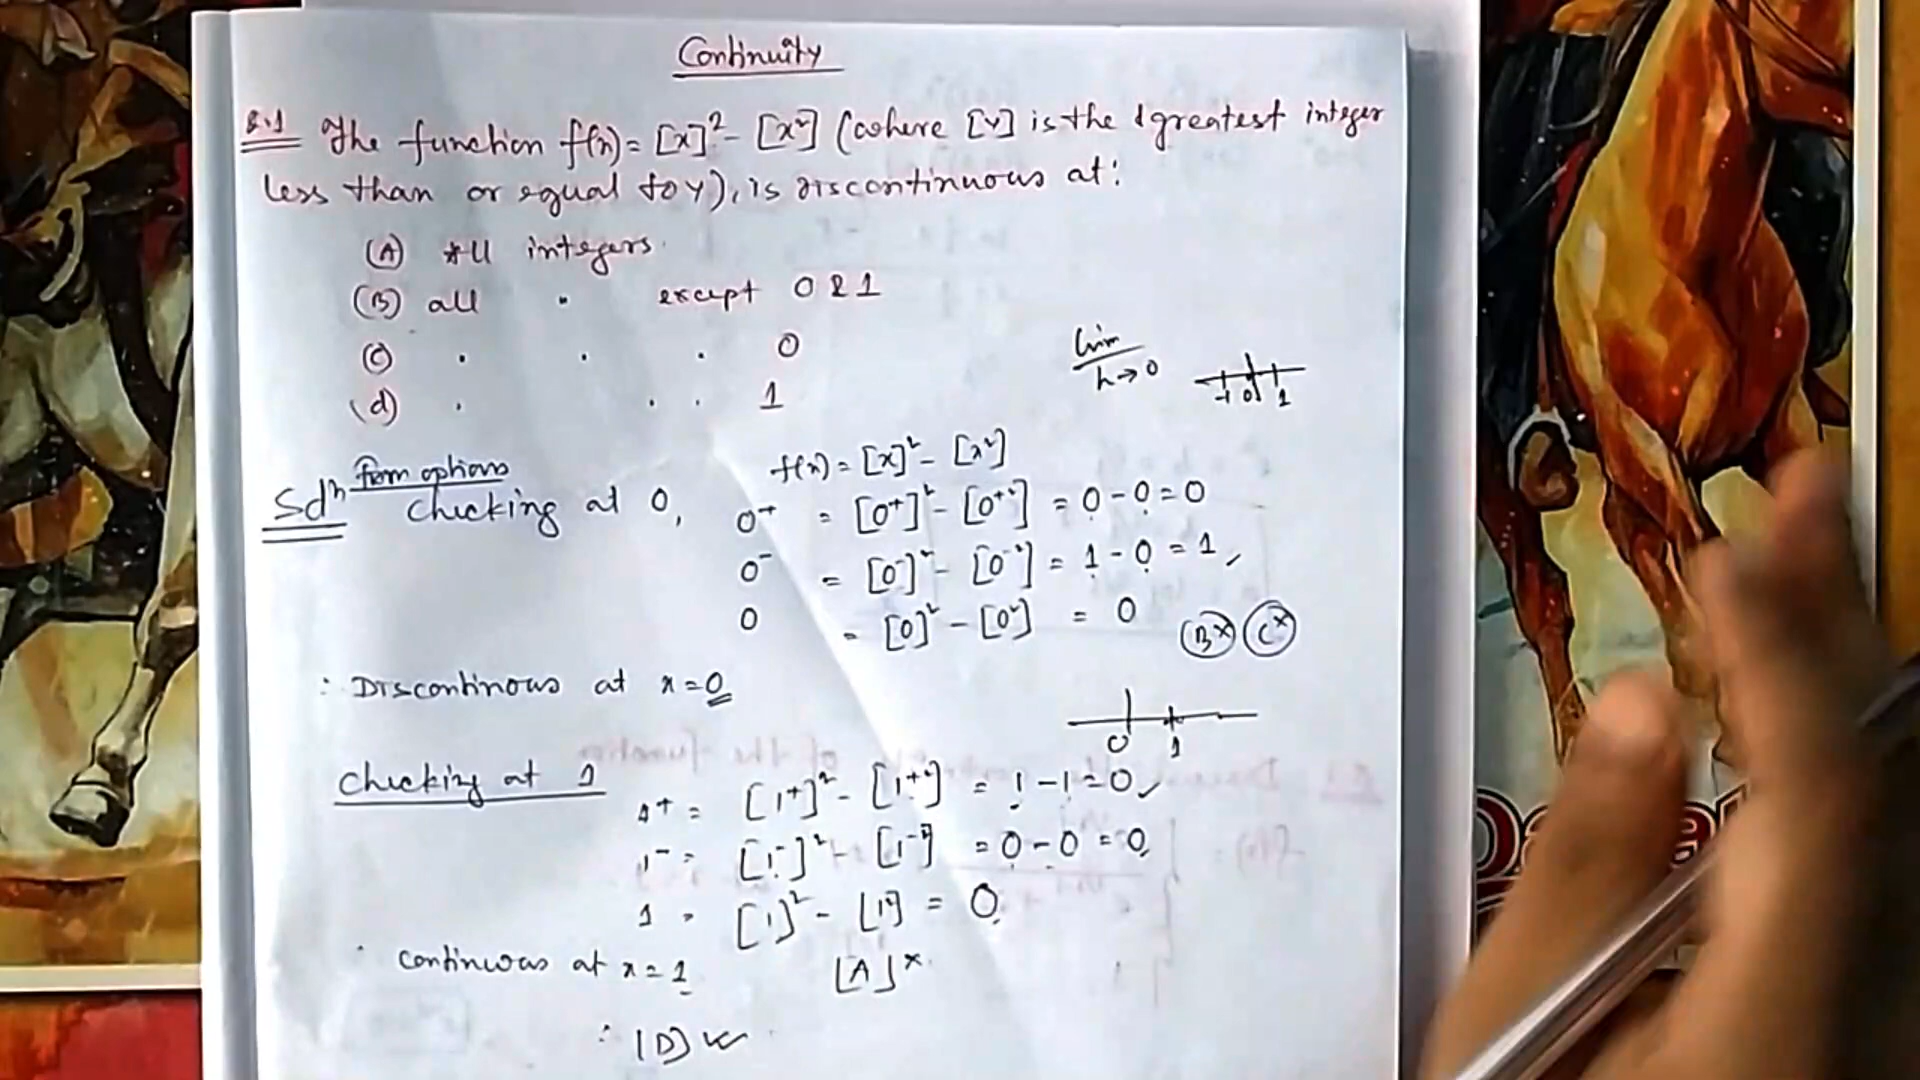 Continuity
Q.1 The function f(x) = [x]² - [x²] (where [y] is the greatest integer
less than or equal to y), is discontinuous at:
(A) all integers.
(B) all " except 0 & 1
(c) . . . 0
(d) . . . 1
Lim
h→0
-1 0 1
from options
Solⁿ checking at 0,
f(x) = [x]² - [x²]
0⁺ = [0⁺]² - [0⁺²] = 0 - 0 = 0
0⁻ = [0⁻]² - [0⁻²] = 1 - 0 = 1
0 = [0]² - [0²] = 0
(B×) (C×)
∴ Discontinous at x = 0
0 1
Checking at 1
1⁺ = [1⁺]² - [1⁺²] = 1 - 1 = 0
1⁻ = [1⁻]² - [1⁻²] = 0 - 0 = 0
1 = [1]² - [1²] = 0
continuous at x = 1
[A] ×
∴ [D] ✓